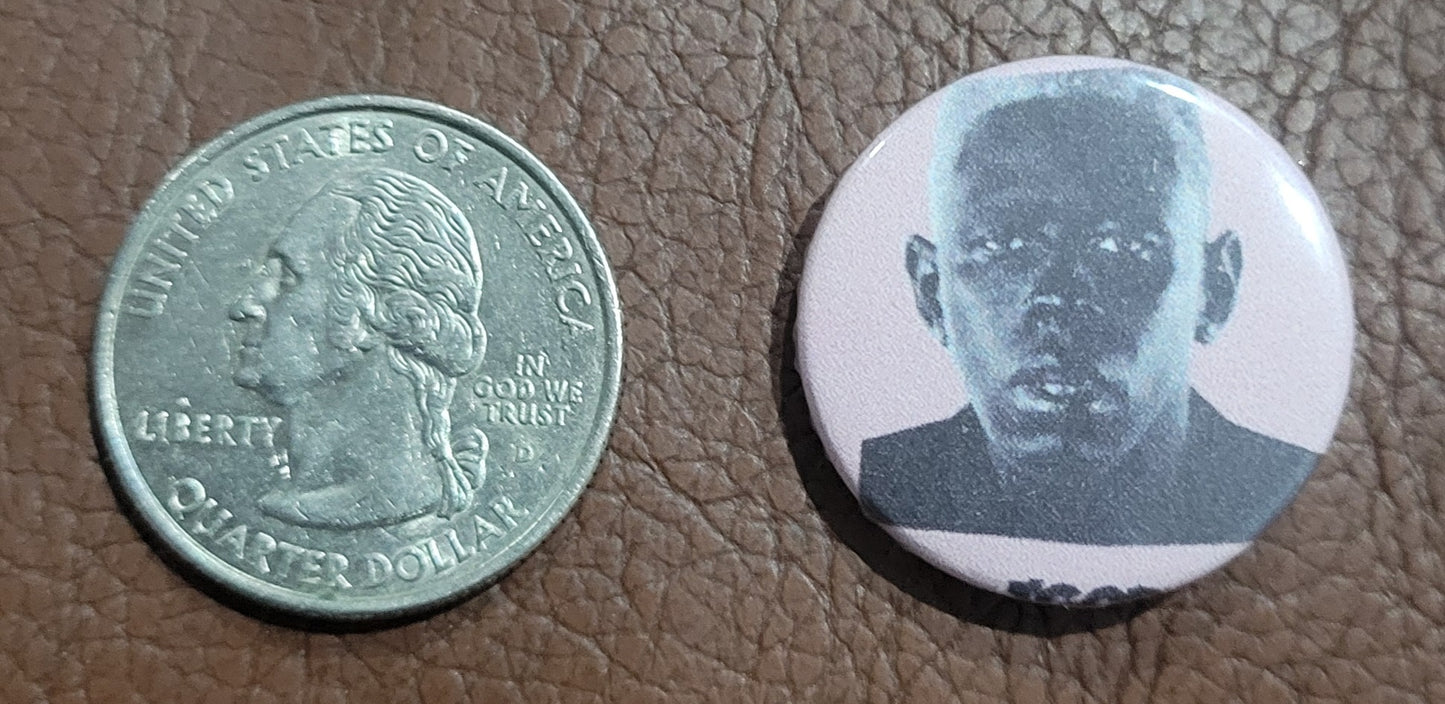 UNITED STATES OF AMERICA
LIBERTY
IN
GOD WE
TRUST
D
QUARTER DOLLAR